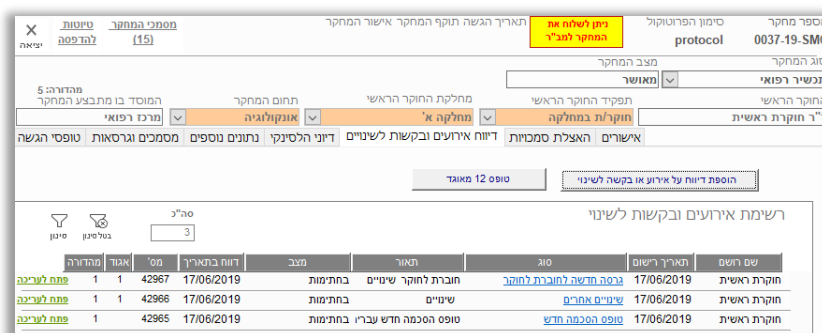 מספר מחקר סימון הפרוטוקול ניתן לשלוח את המחקר למב"ר תאריך הגשה תוקף המחקר אישור המחקר מסמכי המחקר (15) טיוטות להדפסה יציאה
0037-19-SMC protocol
סוג המחקר מצב המחקר
תכשיר רפואי מאושר
מהדורה: 5
החוקר הראשי תפקיד החוקר הראשי מחלקת החוקר הראשי תחום המחקר המוסד בו מתבצע המחקר
ד"ר חוקרת ראשית חוקר/ת במחלקה מחלקה א' אונקולוגיה מרכז רפואי
אישורים האצלת סמכויות דיווח אירועים ובקשות לשינויים דיוני הלסינקי נתונים נוספים מסמכים וגרסאות טופסי הגשה
הוספת דיווח על אירוע או בקשה לשינוי טופס 12 מאוגד
רשימת אירועים ובקשות לשינוי סה"כ 3 בטל סינון סינון
שם רושם תאריך רישום סוג תאור מצב דווח בתאריך מס' אגוד מהדורה
חוקרת ראשית 17/06/2019 גרסה חדשה לחוברת לחוקר חוברת לחוקר שינויים בחתימות 17/06/2019 42967 1 1 פתח לעריכה
חוקרת ראשית 17/06/2019 שינויים אחרים שינויים בחתימות 17/06/2019 42966 1 1 פתח לעריכה
חוקרת ראשית 17/06/2019 טופס הסכמה חדש טופס הסכמה חדש עברי בחתימות 17/06/2019 42965 1 פתח לעריכה